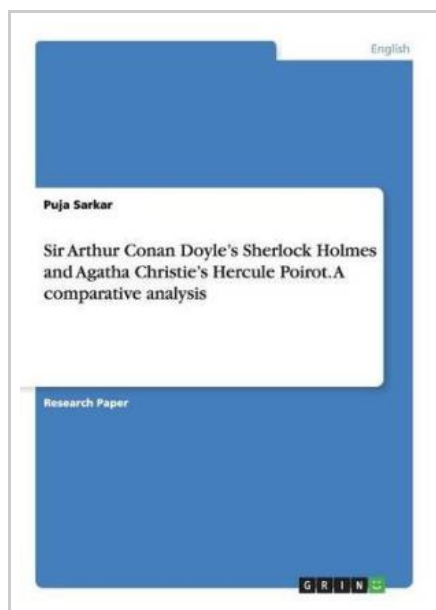 English
Puja Sarkar
Sir Arthur Conan Doyle's Sherlock Holmes
and Agatha Christie's Hercule Poirot. A
comparative analysis
Research Paper
GRIN